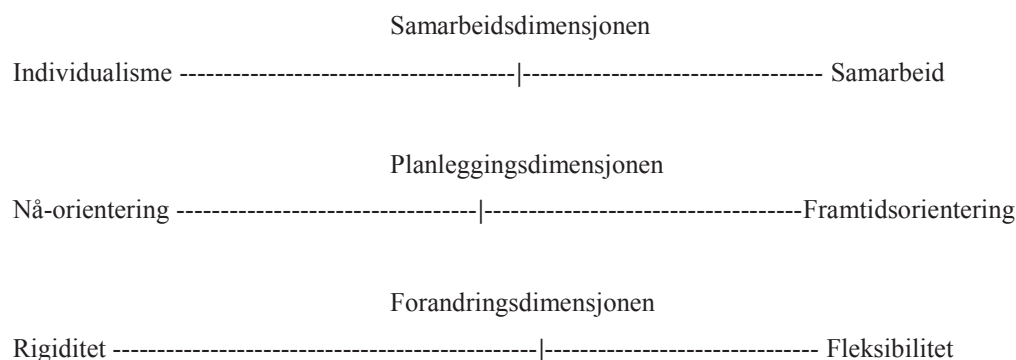 Samarbeidsdimensjonen
Individualisme --------------------------------------|---------------------------------- Samarbeid
Planleggingsdimensjonen
Nå-orientering ----------------------------------|------------------------------------Framtidsorientering
Forandringsdimensjonen
Rigiditet ------------------------------------------------|------------------------------- Fleksibilitet